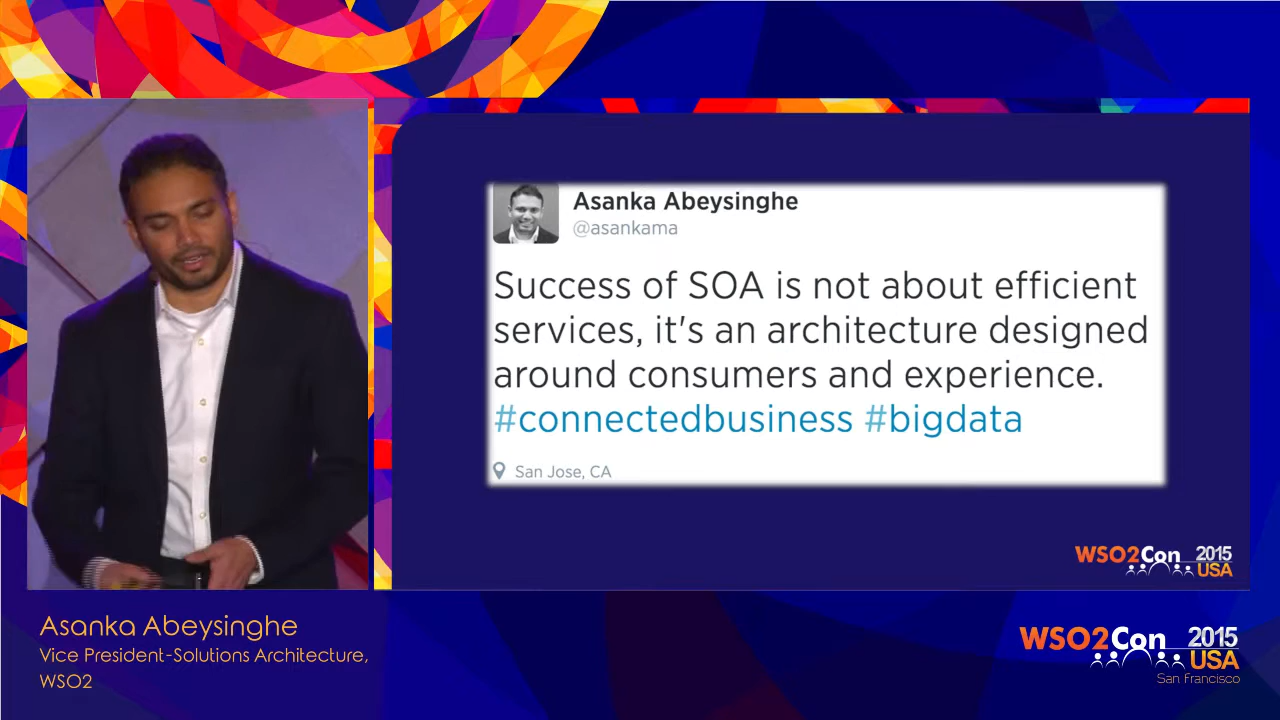 Asanka Abeysinghe
@asankama
Success of SOA is not about efficient
services, it's an architecture designed
around consumers and experience.
#connectedbusiness #bigdata
San Jose, CA
WSO2Con 2015
USA
Asanka Abeysinghe
Vice President-Solutions Architecture,
WSO2
WSO2Con 2015
USA
San Francisco